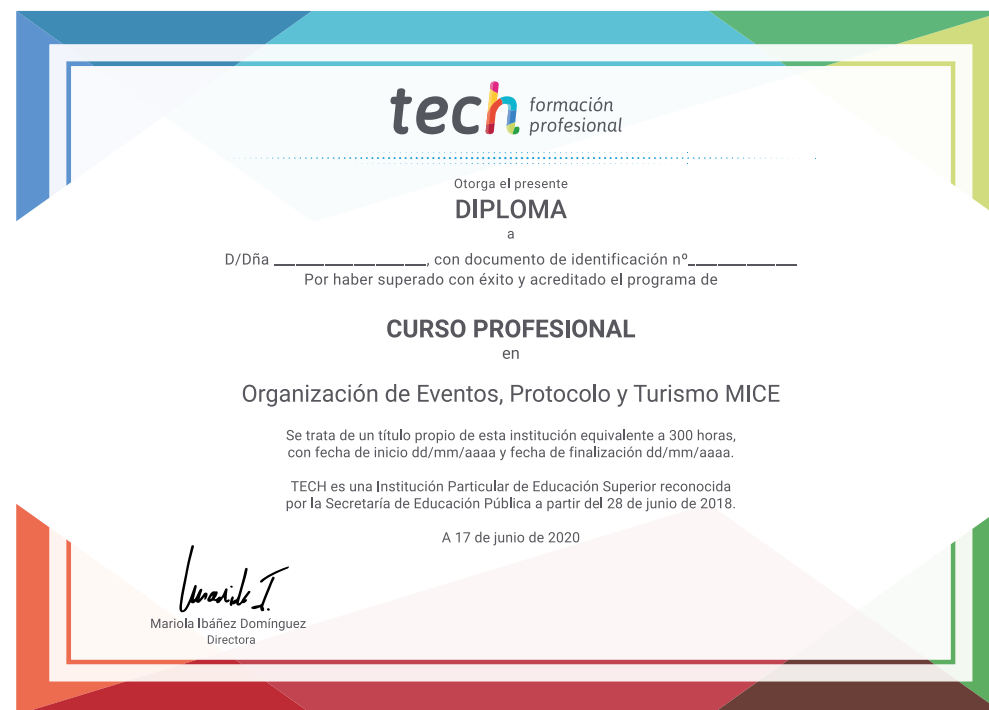 tech formación
profesional
Otorga el presente
DIPLOMA
a
D/Dña ______________, con documento de identificación nº__________
Por haber superado con éxito y acreditado el programa de
CURSO PROFESIONAL
en
Organización de Eventos, Protocolo y Turismo MICE
Se trata de un título propio de esta institución equivalente a 300 horas,
con fecha de inicio dd/mm/aaaa y fecha de finalización dd/mm/aaaa.
TECH es una Institución Particular de Educación Superior reconocida
por la Secretaría de Educación Pública a partir del 28 de junio de 2018.
A 17 de junio de 2020
Mariola Ibáñez Domínguez
Directora